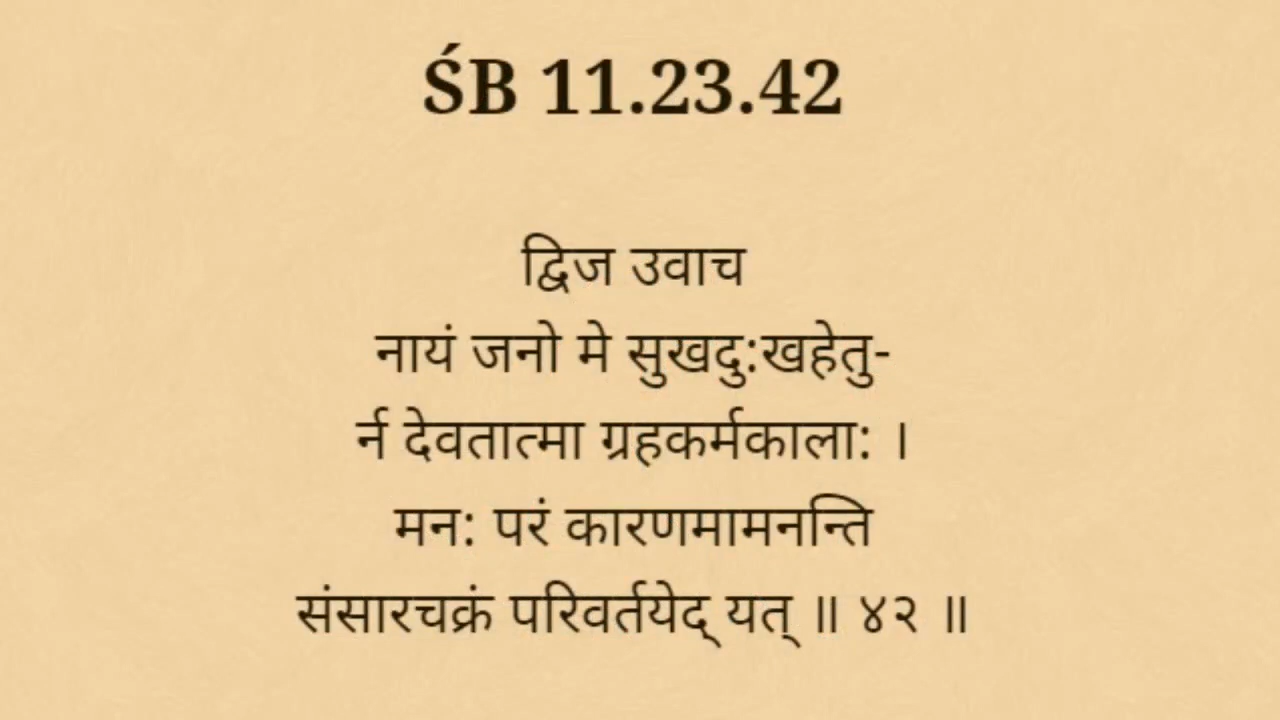 ŚB 11.23.42
द्विज उवाच
नायं जनो मे सुखदु:खहेतु-
र्न देवतात्मा ग्रहकर्मकाला: ।
मन: परं कारणमामनन्ति
संसारचक्रं परिवर्तयेद् यत् ॥ ४२ ॥